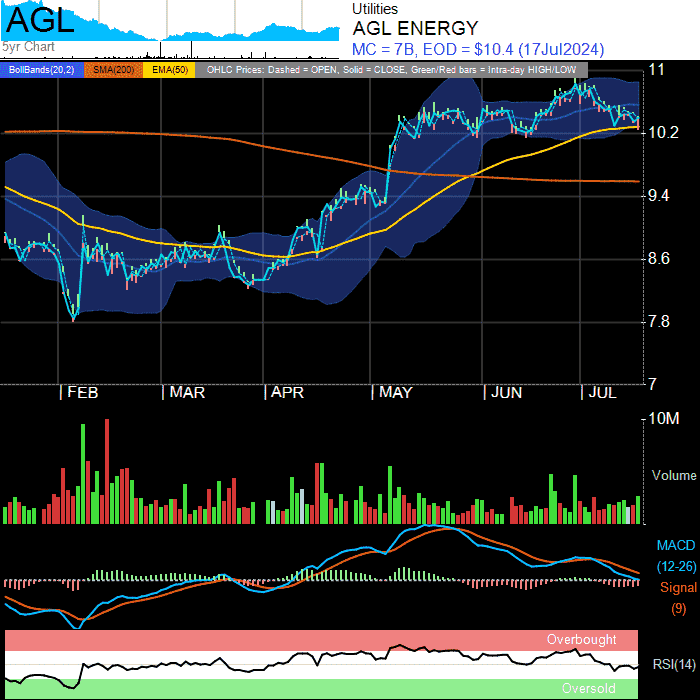 AGL
5yr Chart
Utilities
AGL ENERGY
MC = 7B, EOD = $10.4 (17Jul2024)
BollBands(20,2) SMA(200) EMA(50) OHLC Prices: Dashed = OPEN, Solid = CLOSE, Green/Red bars = Intra-day HIGH/LOW
11
10.2
9.4
8.6
7.8
7
FEB MAR APR MAY JUN JUL
10M
Volume
MACD
(12-26)
Signal
(9)
Overbought
RSI(14)
Oversold